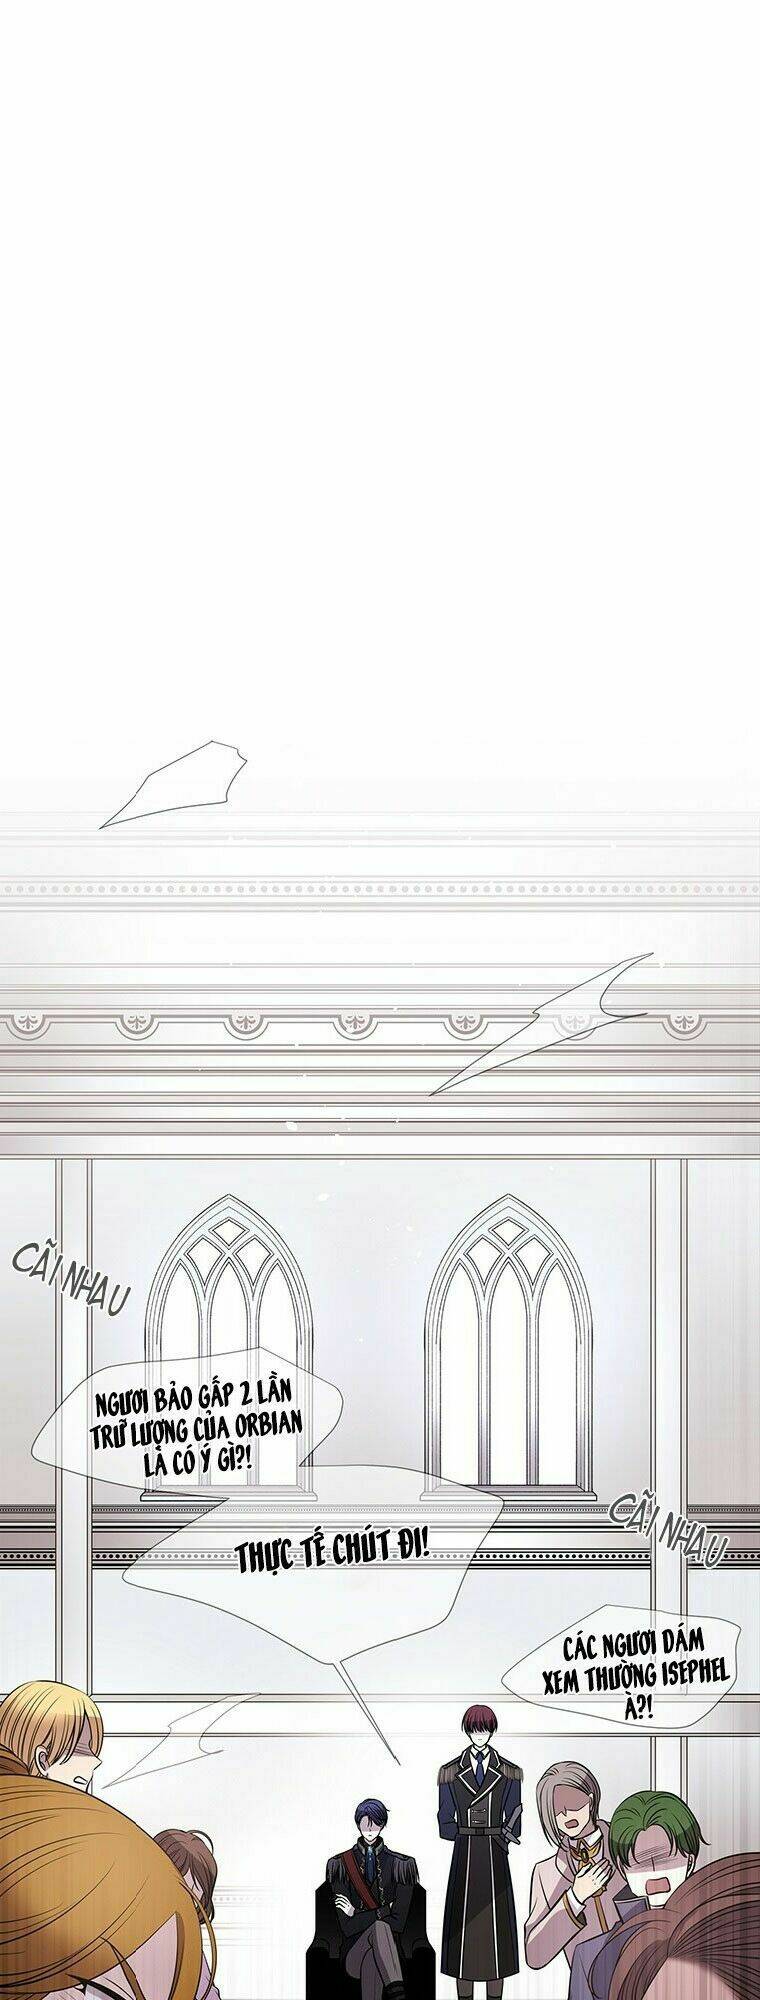 CÃI NHAU
NGƯƠI BẢO GẤP 2 LẦN
TRỮ LƯỢNG CỦA ORBIAN
LÀ CÓ Ý GÌ?!
CÃI NHAU
THỰC TẾ CHÚT ĐI!
CÁC NGƯƠI DÁM
XEM THƯỜNG ISEPHEL
À?!